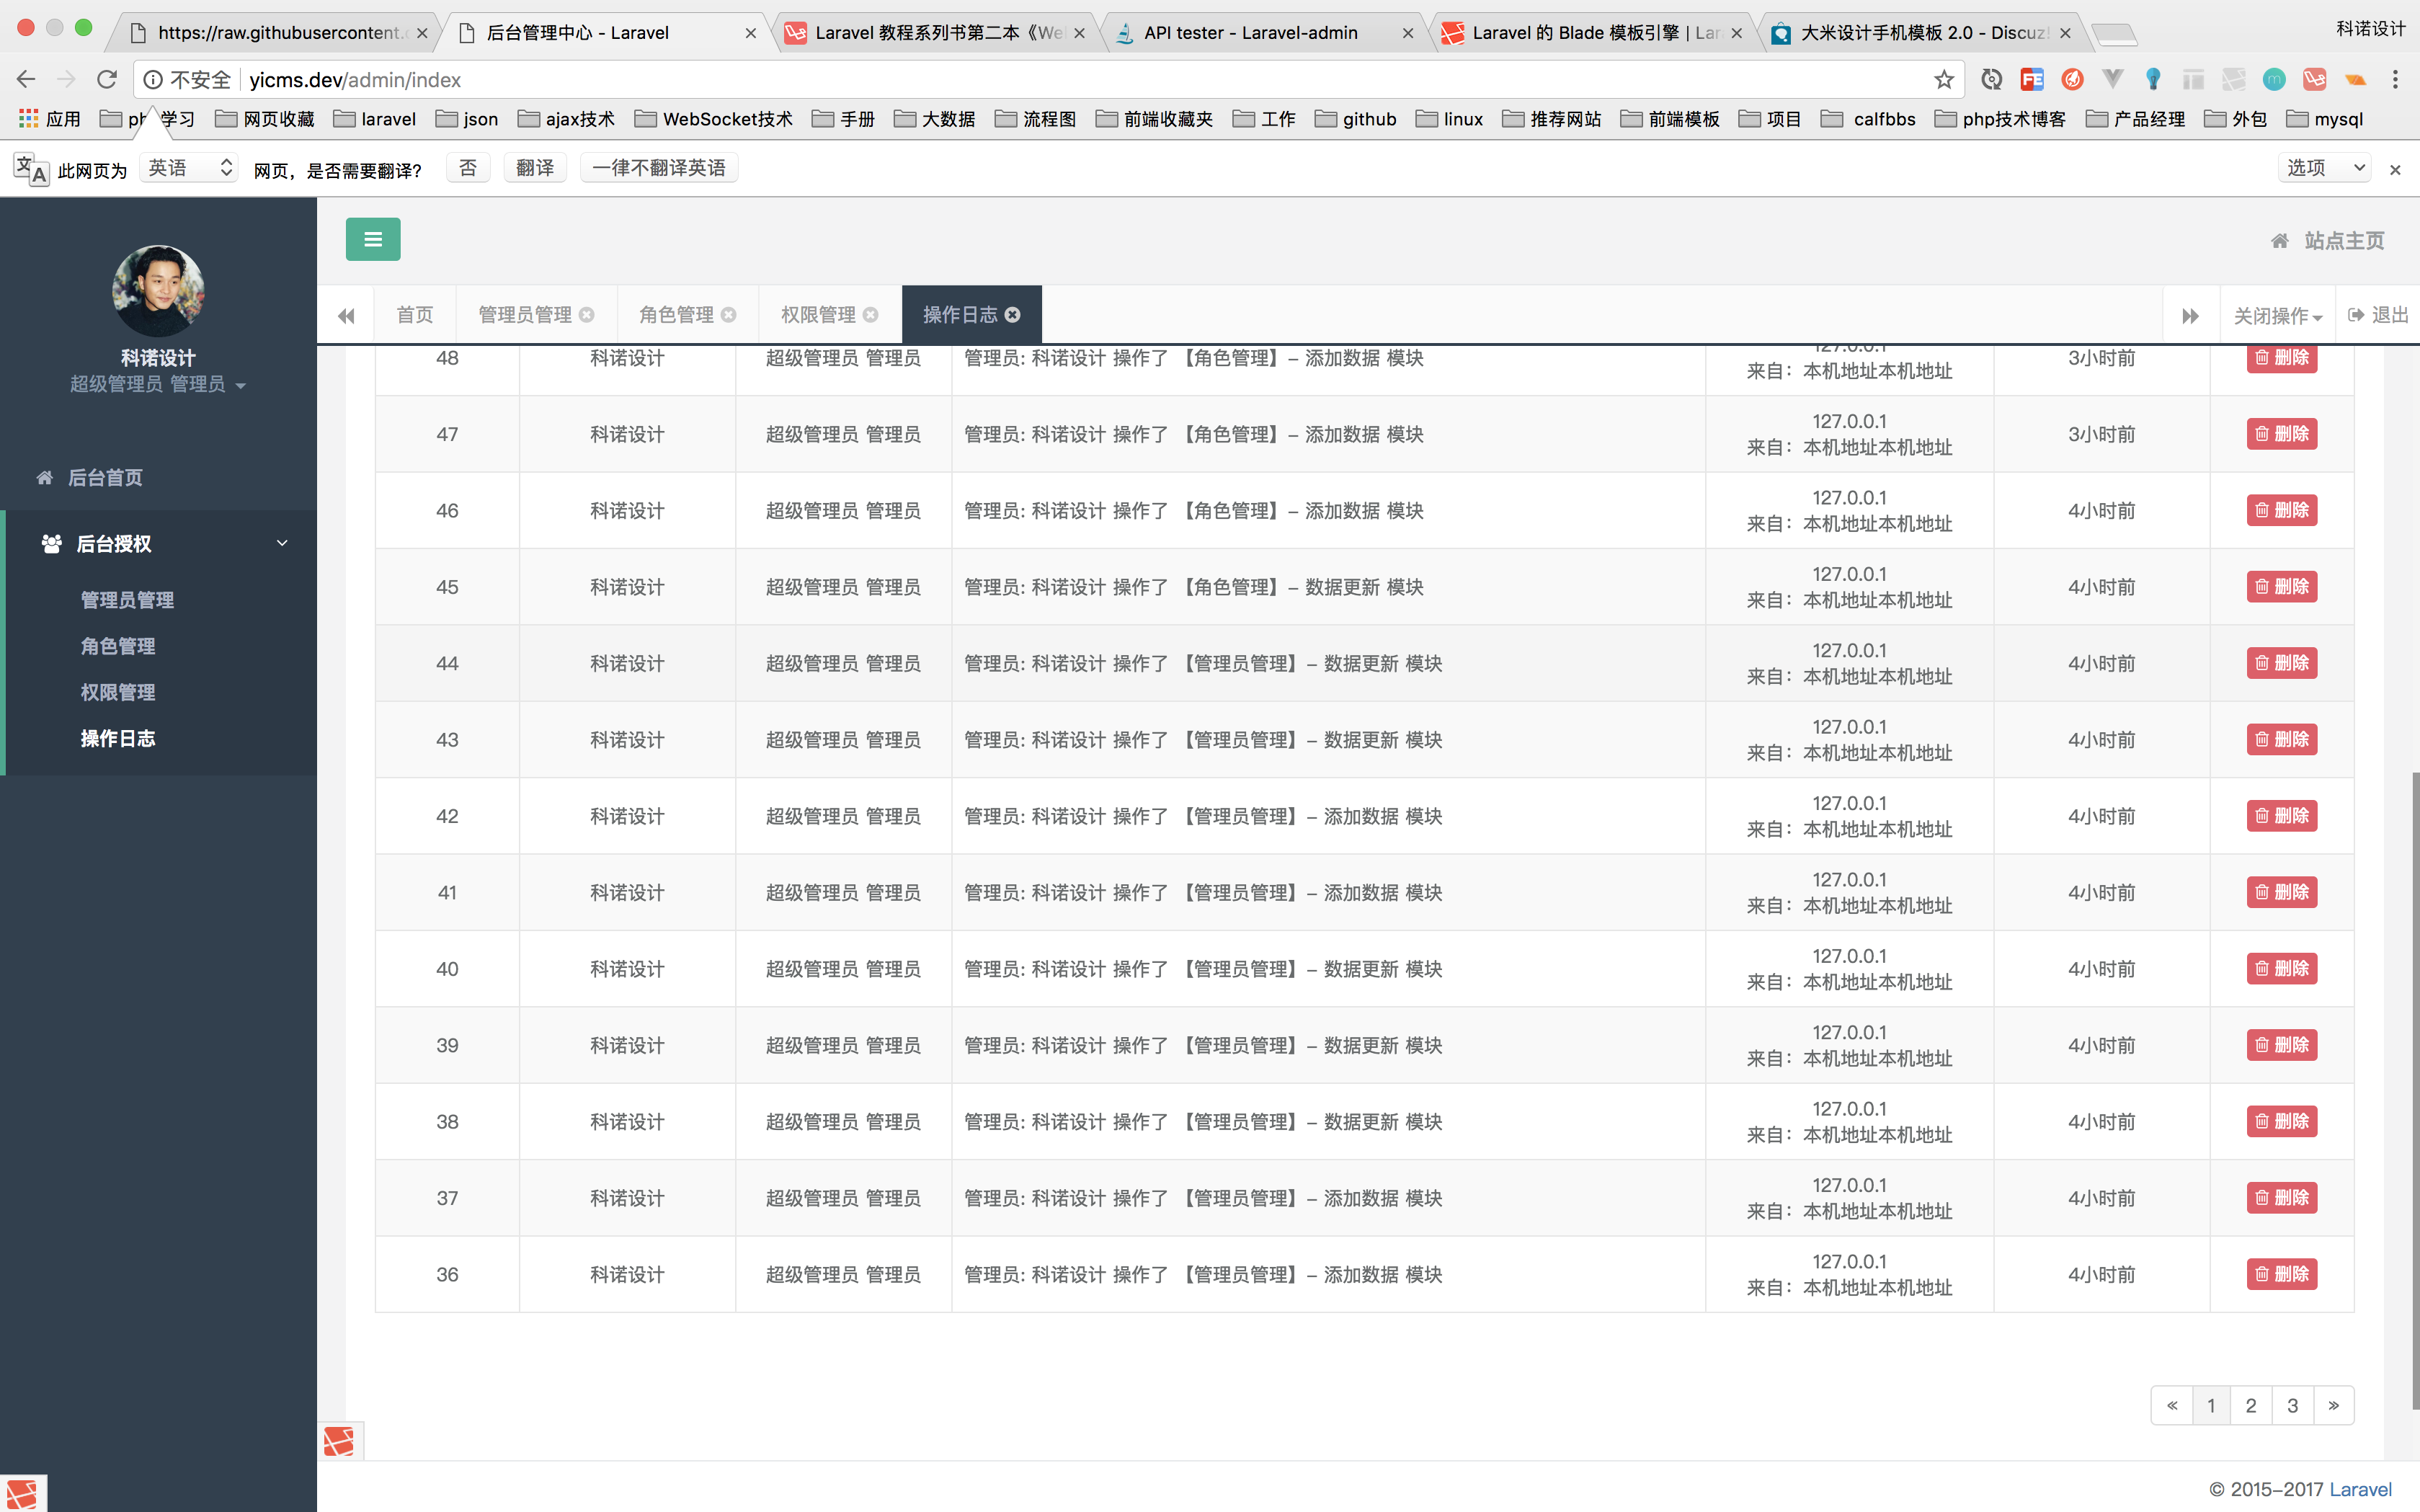 https://raw.githubusercontent.c
后台管理中心 - Laravel
Laravel 教程系列书第二本《We
API tester - Laravel-admin
Laravel 的 Blade 模板引擎 | Lar
大米设计手机模板 2.0 - Discuz!
科诺设计
不安全 yicms.dev/admin/index
应用 ph 学习 网页收藏 laravel json ajax技术 WebSocket技术 手册 大数据 流程图 前端收藏夹 工作 github linux 推荐网站 前端模板 项目 calfbbs php技术博客 产品经理 外包 mysql
此网页为 英语 网页，是否需要翻译? 否 翻译 一律不翻译英语 选项
站点主页
首页 管理员管理 角色管理 权限管理 操作日志 关闭操作 退出
科诺设计
超级管理员 管理员
后台首页
后台授权
管理员管理
角色管理
权限管理
操作日志
48 科诺设计 超级管理员 管理员 管理员: 科诺设计 操作了 【角色管理】– 添加数据 模块 127.0.0.1 3小时前 删除
来自：本机地址本机地址
47 科诺设计 超级管理员 管理员 管理员: 科诺设计 操作了 【角色管理】– 添加数据 模块 127.0.0.1 3小时前 删除
来自：本机地址本机地址
46 科诺设计 超级管理员 管理员 管理员: 科诺设计 操作了 【角色管理】– 添加数据 模块 127.0.0.1 4小时前 删除
来自：本机地址本机地址
45 科诺设计 超级管理员 管理员 管理员: 科诺设计 操作了 【角色管理】– 数据更新 模块 127.0.0.1 4小时前 删除
来自：本机地址本机地址
44 科诺设计 超级管理员 管理员 管理员: 科诺设计 操作了 【管理员管理】– 数据更新 模块 127.0.0.1 4小时前 删除
来自：本机地址本机地址
43 科诺设计 超级管理员 管理员 管理员: 科诺设计 操作了 【管理员管理】– 数据更新 模块 127.0.0.1 4小时前 删除
来自：本机地址本机地址
42 科诺设计 超级管理员 管理员 管理员: 科诺设计 操作了 【管理员管理】– 添加数据 模块 127.0.0.1 4小时前 删除
来自：本机地址本机地址
41 科诺设计 超级管理员 管理员 管理员: 科诺设计 操作了 【管理员管理】– 添加数据 模块 127.0.0.1 4小时前 删除
来自：本机地址本机地址
40 科诺设计 超级管理员 管理员 管理员: 科诺设计 操作了 【管理员管理】– 数据更新 模块 127.0.0.1 4小时前 删除
来自：本机地址本机地址
39 科诺设计 超级管理员 管理员 管理员: 科诺设计 操作了 【管理员管理】– 数据更新 模块 127.0.0.1 4小时前 删除
来自：本机地址本机地址
38 科诺设计 超级管理员 管理员 管理员: 科诺设计 操作了 【管理员管理】– 数据更新 模块 127.0.0.1 4小时前 删除
来自：本机地址本机地址
37 科诺设计 超级管理员 管理员 管理员: 科诺设计 操作了 【管理员管理】– 添加数据 模块 127.0.0.1 4小时前 删除
来自：本机地址本机地址
36 科诺设计 超级管理员 管理员 管理员: 科诺设计 操作了 【管理员管理】– 添加数据 模块 127.0.0.1 4小时前 删除
来自：本机地址本机地址
« 1 2 3 »
© 2015–2017 Laravel